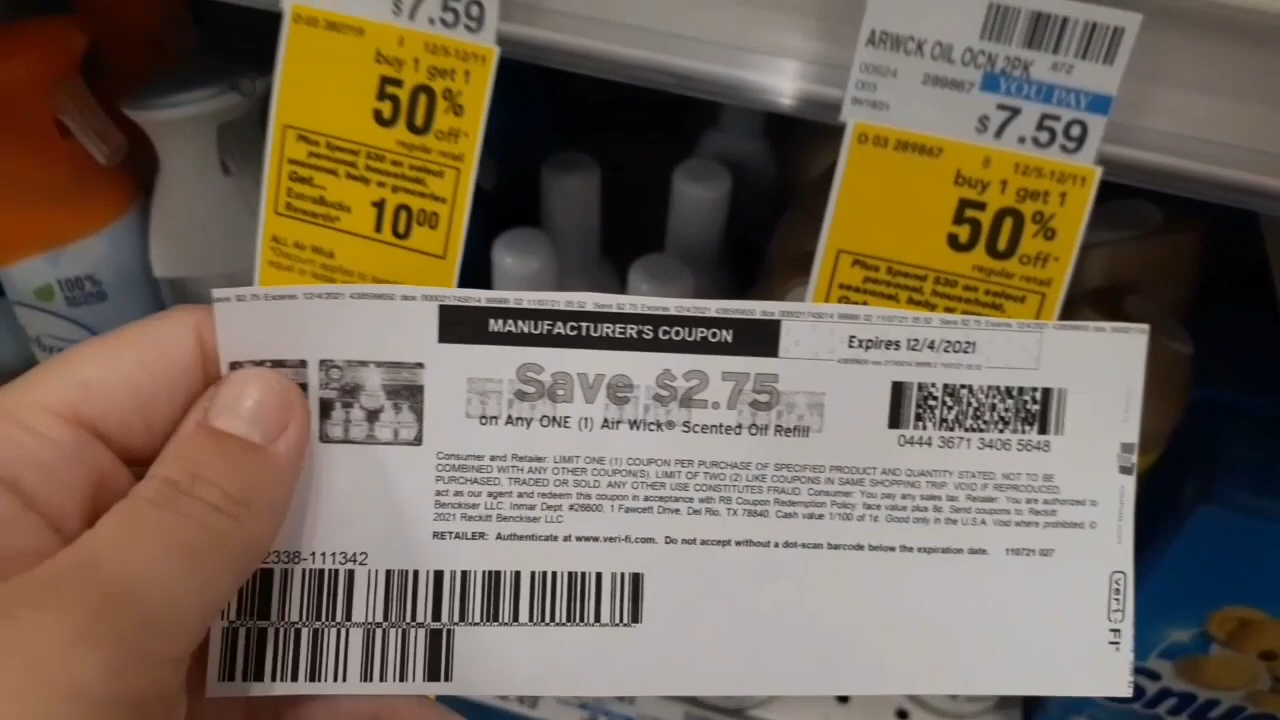 $7.59
12/5-12/11
buy 1 get 1
50%
off*
regular retail
Plus Spend $30 on select
personal, household,
seasonal, baby or groceries
Get...
ExtraBucks
Rewards*
10.00
ALL Air Wick
ARWCK OIL OCN 2PK
289867
YOU PAY
$7.59
D 03 289867
12/5-12/11
buy 1 get 1
50%
off*
regular retail
Plus Spend $30 on select
personal, household,
seasonal, baby or groceries
100%
MANUFACTURER'S COUPON
Expires 12/4/2021
Save $2.75
on Any ONE (1) Air Wick® Scented Oil Refill
0444 3671 3406 5648
Consumer and Retailer: LIMIT ONE (1) COUPON PER PURCHASE OF SPECIFIED PRODUCT AND QUANTITY STATED. NOT TO BE
COMBINED WITH ANY OTHER COUPON(S). LIMIT OF TWO (2) LIKE COUPONS IN SAME SHOPPING TRIP. VOID IF REPRODUCED,
PURCHASED, TRADED OR SOLD. ANY OTHER USE CONSTITUTES FRAUD. Consumer: You pay any sales tax. Retailer: You are authorized to
act as our agent and redeem this coupon in acceptance with RB Coupon Redemption Policy: face value plus 8¢. Send coupons to: Reckitt
Benckiser LLC, Inmar Dept. #26600, 1 Fawcett Drive, Del Rio, TX 78840. Cash value 1/100 of 1¢. Good only in the U.S.A. Void where prohibited. ©
2021 Reckitt Benckiser LLC
RETAILER: Authenticate at www.veri-fi.com. Do not accept without a dot-scan barcode below the expiration date. 110721 027
2338-111342
veri Fi